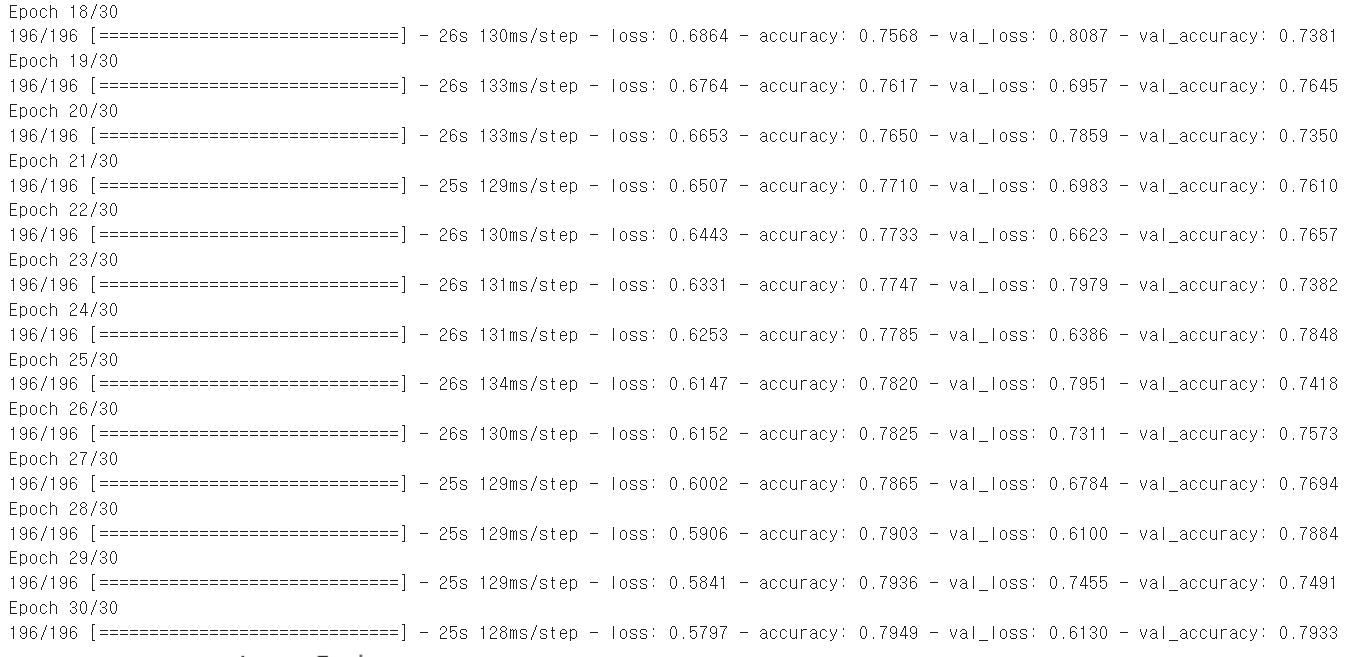 Epoch 18/30
196/196 [==============================] - 26s 130ms/step - loss: 0.6864 - accuracy: 0.7568 - val_loss: 0.8087 - val_accuracy: 0.7381
Epoch 19/30
196/196 [==============================] - 26s 133ms/step - loss: 0.6764 - accuracy: 0.7617 - val_loss: 0.6957 - val_accuracy: 0.7645
Epoch 20/30
196/196 [==============================] - 26s 133ms/step - loss: 0.6653 - accuracy: 0.7650 - val_loss: 0.7859 - val_accuracy: 0.7350
Epoch 21/30
196/196 [==============================] - 25s 129ms/step - loss: 0.6507 - accuracy: 0.7710 - val_loss: 0.6983 - val_accuracy: 0.7610
Epoch 22/30
196/196 [==============================] - 26s 130ms/step - loss: 0.6443 - accuracy: 0.7733 - val_loss: 0.6623 - val_accuracy: 0.7657
Epoch 23/30
196/196 [==============================] - 26s 131ms/step - loss: 0.6331 - accuracy: 0.7747 - val_loss: 0.7979 - val_accuracy: 0.7382
Epoch 24/30
196/196 [==============================] - 26s 131ms/step - loss: 0.6253 - accuracy: 0.7785 - val_loss: 0.6386 - val_accuracy: 0.7848
Epoch 25/30
196/196 [==============================] - 26s 134ms/step - loss: 0.6147 - accuracy: 0.7820 - val_loss: 0.7951 - val_accuracy: 0.7418
Epoch 26/30
196/196 [==============================] - 26s 130ms/step - loss: 0.6152 - accuracy: 0.7825 - val_loss: 0.7311 - val_accuracy: 0.7573
Epoch 27/30
196/196 [==============================] - 25s 129ms/step - loss: 0.6002 - accuracy: 0.7865 - val_loss: 0.6784 - val_accuracy: 0.7694
Epoch 28/30
196/196 [==============================] - 25s 129ms/step - loss: 0.5906 - accuracy: 0.7903 - val_loss: 0.6100 - val_accuracy: 0.7884
Epoch 29/30
196/196 [==============================] - 25s 129ms/step - loss: 0.5841 - accuracy: 0.7936 - val_loss: 0.7455 - val_accuracy: 0.7491
Epoch 30/30
196/196 [==============================] - 25s 128ms/step - loss: 0.5797 - accuracy: 0.7949 - val_loss: 0.6130 - val_accuracy: 0.7933